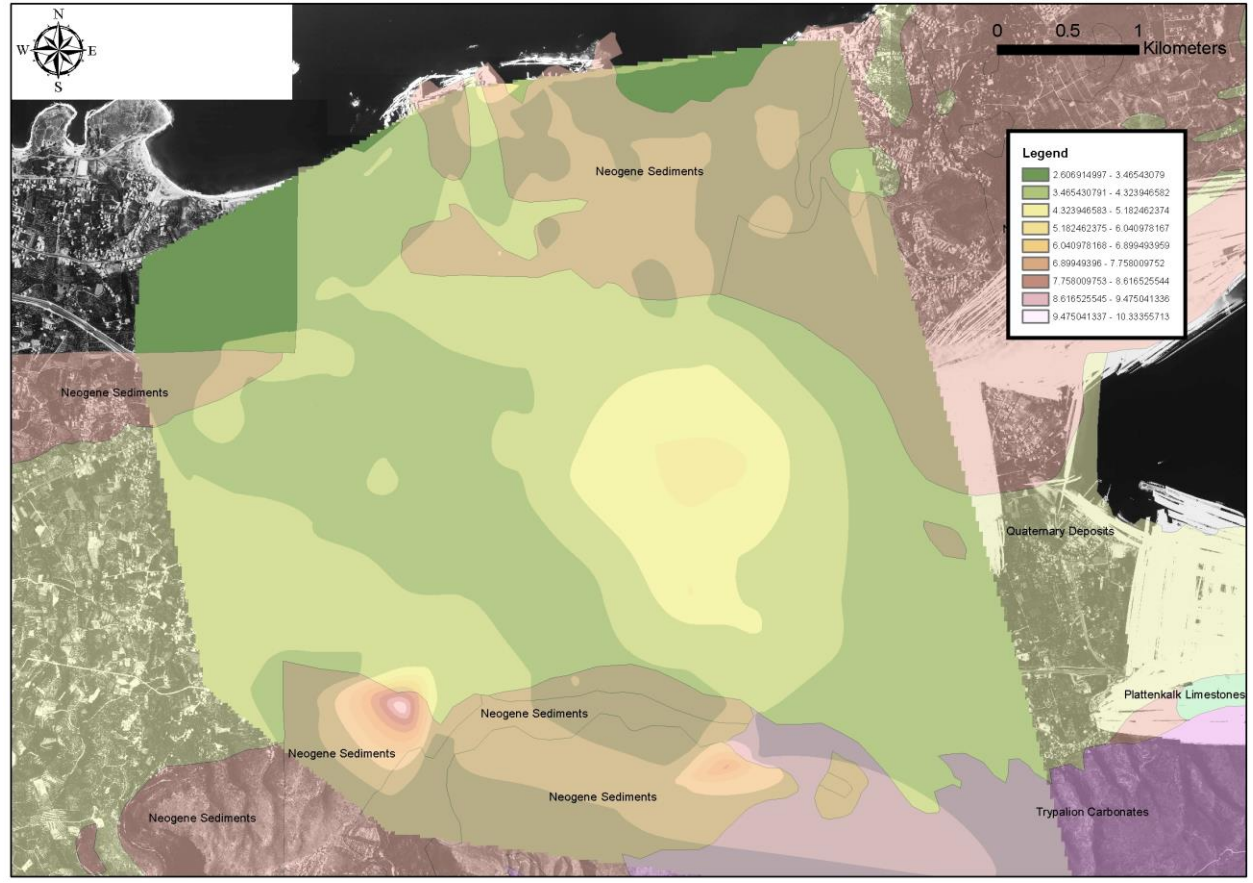 N
W E
S
0 0.5 1
Kilometers
Legend
2.606914997 - 3.46543079
3.465430791 - 4.323946582
4.323946583 - 5.182462374
5.182462375 - 6.040978167
6.040978168 - 6.899493959
6.89949396 - 7.758009752
7.758009753 - 8.616525544
8.616525545 - 9.475041336
9.475041337 - 10.33355713
Neogene Sediments
Neogene Sediments
Quaternary Deposits
Plattenkalk Limestones
Neogene Sediments
Neogene Sediments
Neogene Sediments
Neogene Sediments
Trypalion Carbonates